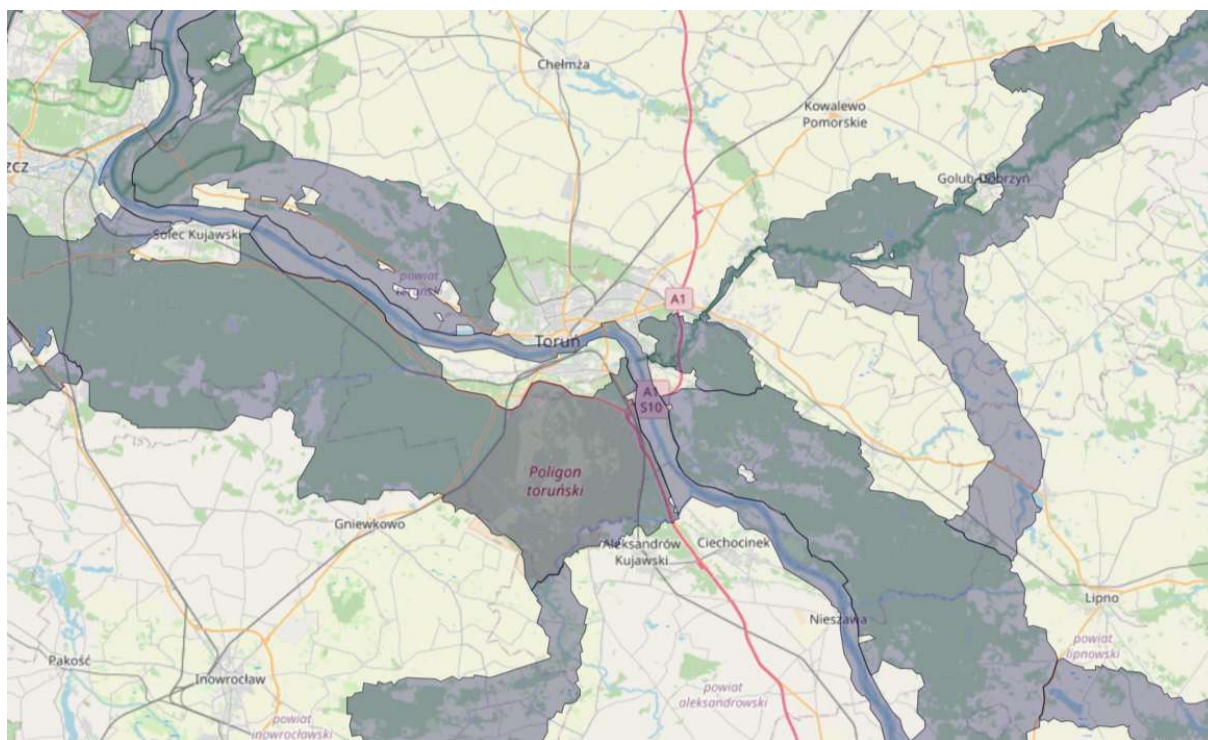 Chełmża
Kowalewo
Pomorskie
ZCZ
Golub-Dobrzyń
Solec Kujawski
powiat
toruński
A1
Toruń
A1
S10
Poligon
toruński
Gniewkowo
Aleksandrów
Kujawski
Ciechocinek
Lipno
Nieszawa
powiat
lipnowski
Pakość
Inowrocław
powiat
aleksandrowski
powiat
inowrocławski